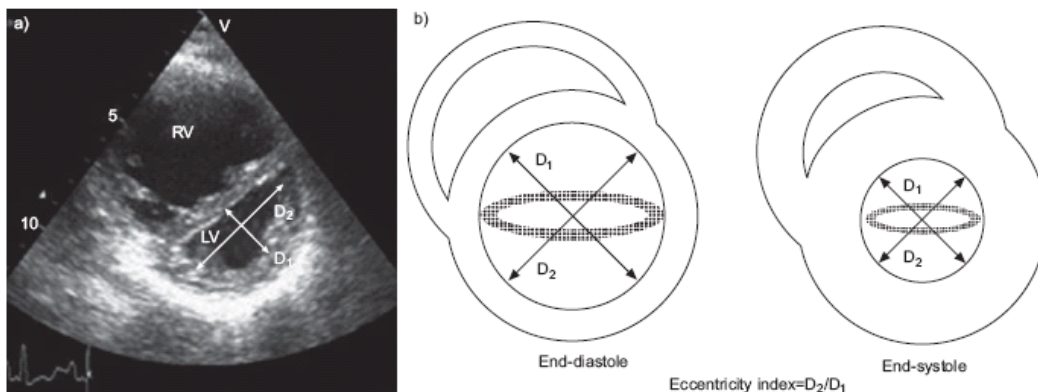 a)
V
5
RV
10
LV
D₂
D₁
b)
D₁
D₂
End-diastole
D₁
D₂
End-systole
Eccentricity index=D₂/D₁